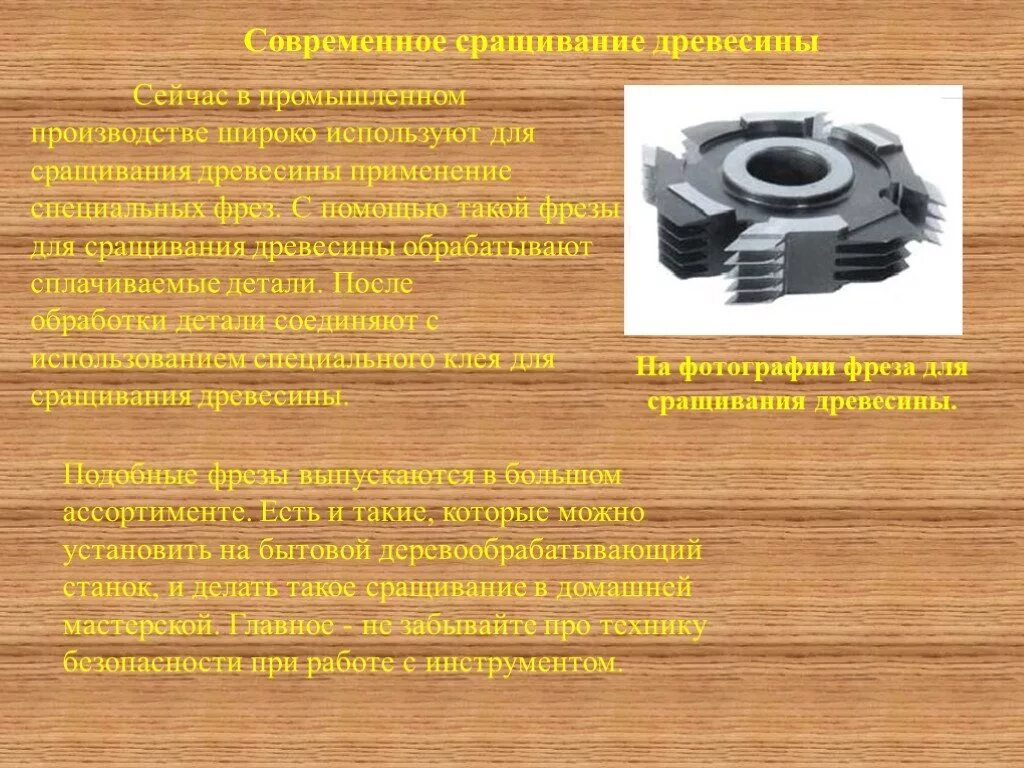 Современное сращивание древесины
Сейчас в промышленном
производстве широко используют для
сращивания древесины применение
специальных фрез. С помощью такой фрезы
для сращивания древесины обрабатывают
сплачиваемые детали. После
обработки детали соединяют с
использованием специального клея для
сращивания древесины.
На фотографии фреза для
сращивания древесины.
Подобные фрезы выпускаются в большом
ассортименте. Есть и такие, которые можно
установить на бытовой деревообрабатывающий
станок, и делать такое сращивание в домашней
мастерской. Главное - не забывайте про технику
безопасности при работе с инструментом.